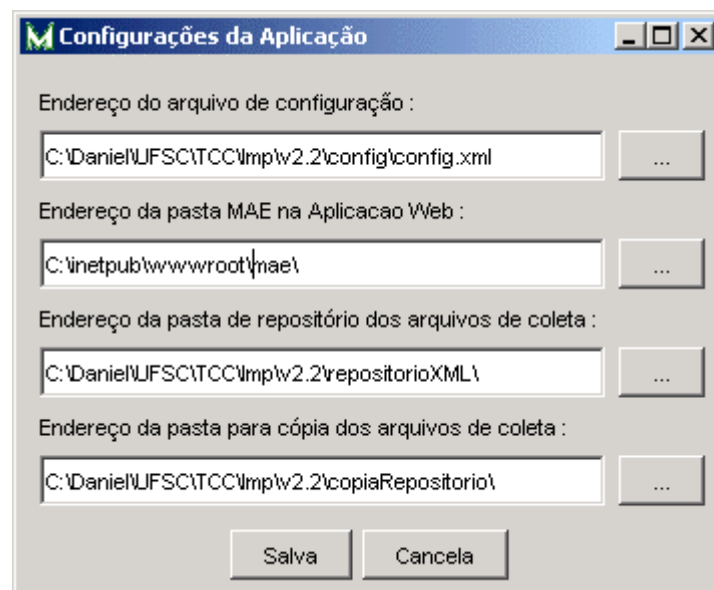 Configurações da Aplicação
Endereço do arquivo de configuração :
C:\Daniel\UFSC\TCC\Imp\v2.2\config\config.xml
...
Endereço da pasta MAE na Aplicacao Web :
C:\inetpub\wwwroot\mae\
...
Endereço da pasta de repositório dos arquivos de coleta :
C:\Daniel\UFSC\TCC\Imp\v2.2\repositorioXML\
...
Endereço da pasta para cópia dos arquivos de coleta :
C:\Daniel\UFSC\TCC\Imp\v2.2\copiaRepositorio\
...
Salva Cancela